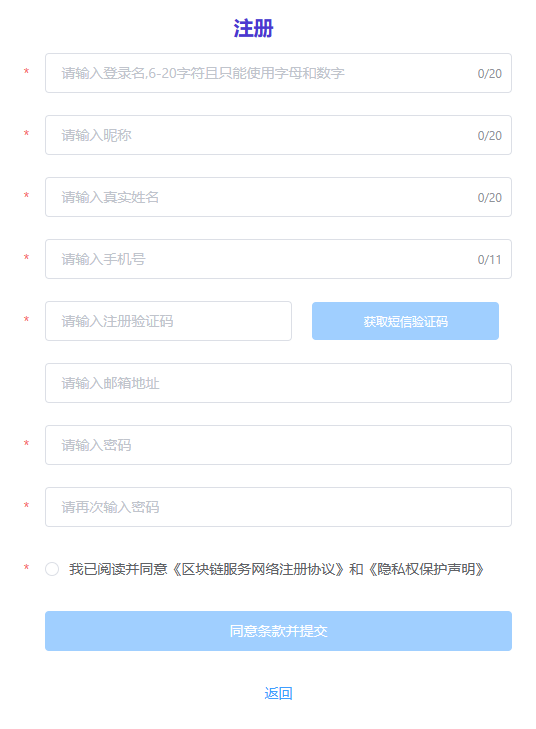 注册
* 请输入登录名,6-20字符且只能使用字母和数字 0/20
* 请输入昵称 0/20
* 请输入真实姓名 0/20
* 请输入手机号 0/11
* 请输入注册验证码 获取短信验证码
请输入邮箱地址
* 请输入密码
* 请再次输入密码
* 我已阅读并同意《区块链服务网络注册协议》和《隐私权保护声明》
同意条款并提交
返回